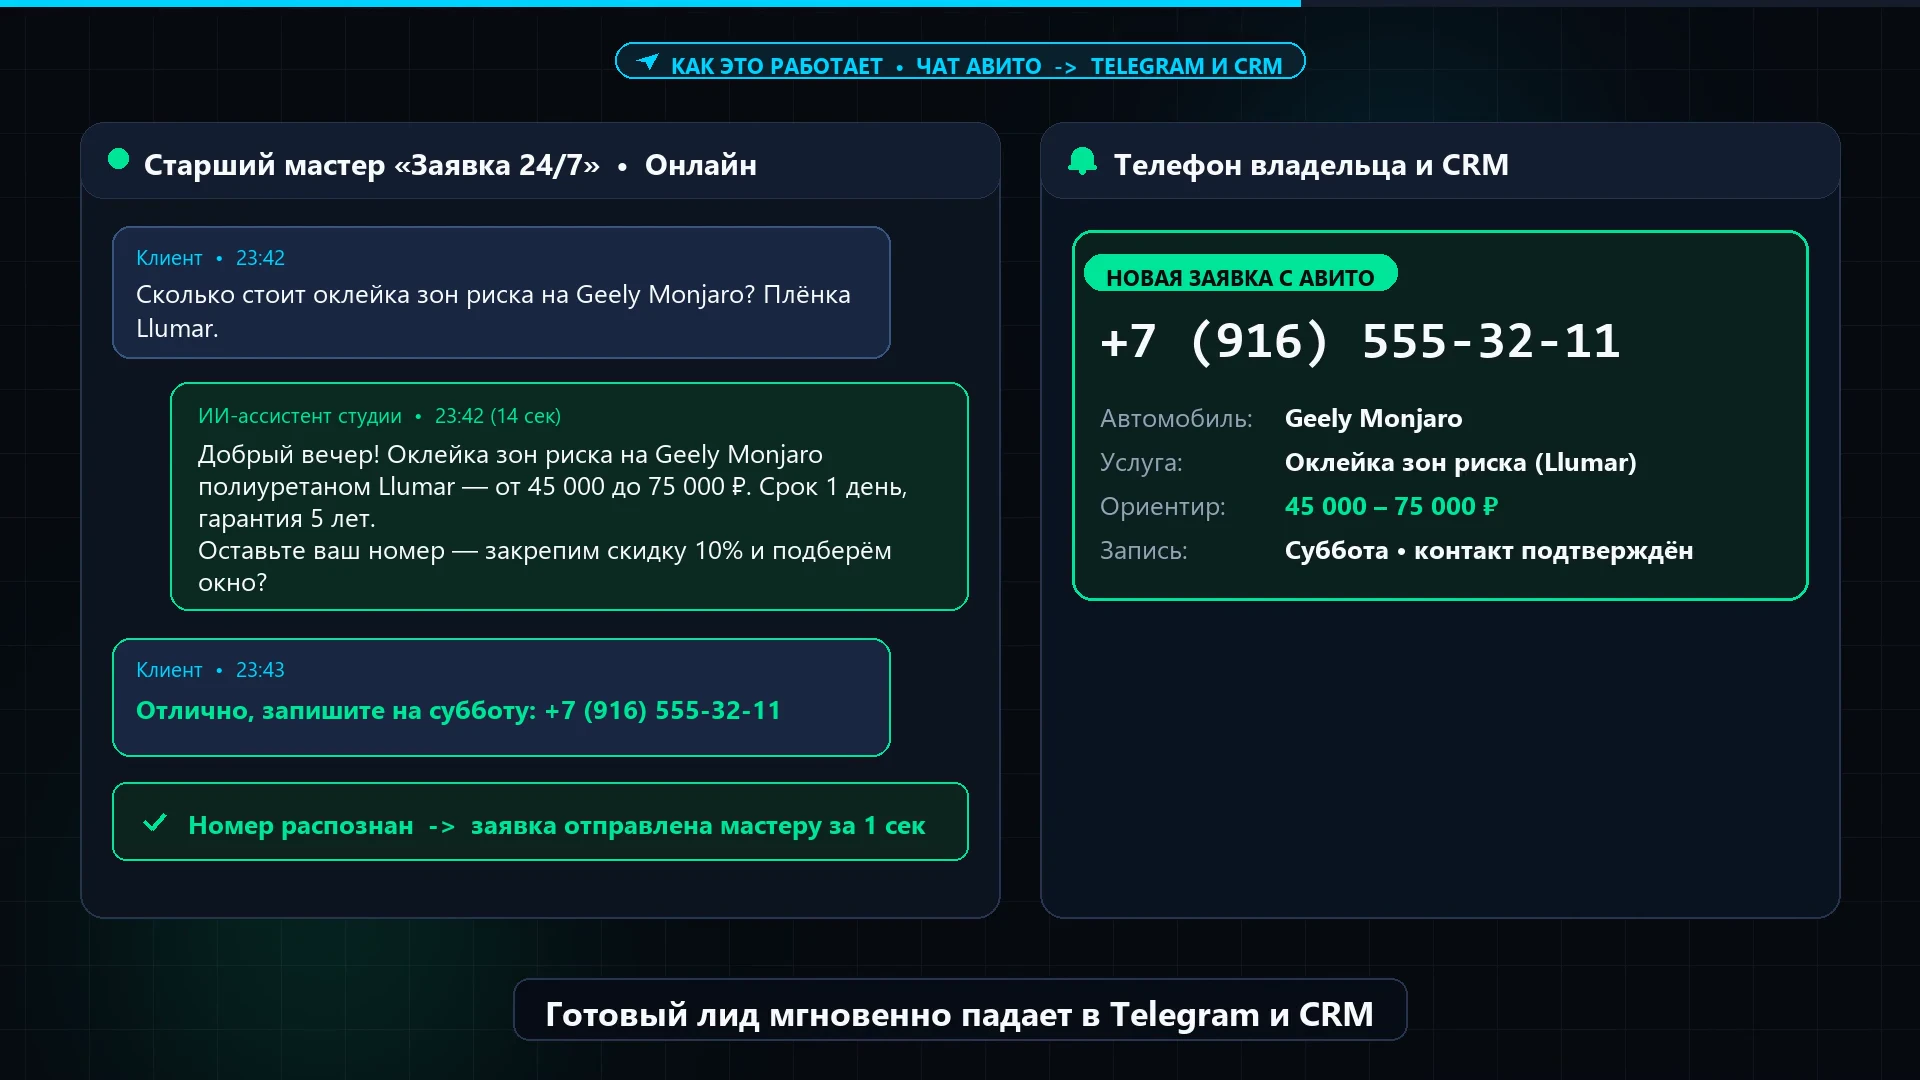 КАК ЭТО РАБОТАЕТ • ЧАТ АВИТО -> TELEGRAM И CRM
Старший мастер «Заявка 24/7» • Онлайн
Клиент • 23:42
Сколько стоит оклейка зон риска на Geely Monjaro? Плёнка
Llumar.
ИИ-ассистент студии • 23:42 (14 сек)
Добрый вечер! Оклейка зон риска на Geely Monjaro
полиуретаном Llumar — от 45 000 до 75 000 ₽. Срок 1 день,
гарантия 5 лет.
Оставьте ваш номер — закрепим скидку 10% и подберём
окно?
Клиент • 23:43
Отлично, запишите на субботу: +7 (916) 555-32-11
Номер распознан -> заявка отправлена мастеру за 1 сек
Телефон владельца и CRM
НОВАЯ ЗАЯВКА С АВИТО
+7 (916) 555-32-11
Автомобиль: Geely Monjaro
Услуга: Оклейка зон риска (Llumar)
Ориентир: 45 000 – 75 000 ₽
Запись: Суббота • контакт подтверждён
Готовый лид мгновенно падает в Telegram и CRM